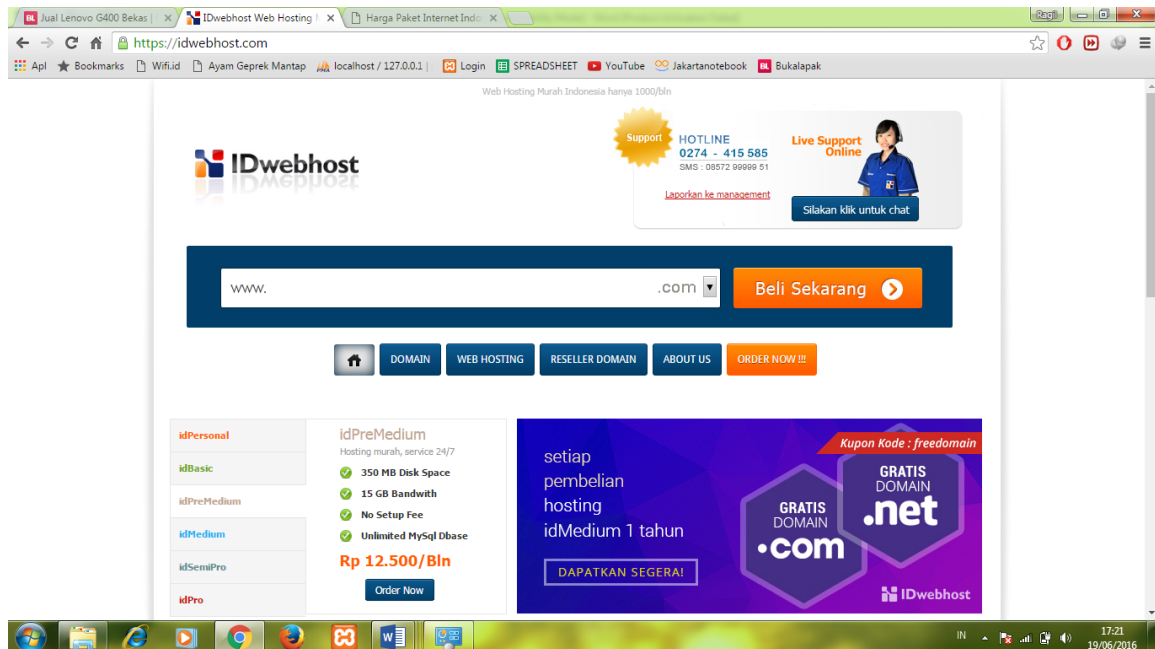 Jual Lenovo G400 Bekas |
IDwebhost Web Hosting
Harga Paket Internet Indo
Ragil
https://idwebhost.com
Apl Bookmarks Wifi.id Ayam Geprek Mantap localhost / 127.0.0.1 | Login SPREADSHEET YouTube Jakartanotebook BL Bukalapak
Web Hosting Murah Indonesia hanya 1000/bln
IDwebhost
Support
HOTLINE
0274 - 415 585
SMS : 08572 99999 51
Laporkan ke management
Live Support
Online
Silakan klik untuk chat
www. .com
Beli Sekarang
DOMAIN WEB HOSTING RESELLER DOMAIN ABOUT US ORDER NOW !!!
idPersonal
idBasic
idPreMedium
idMedium
idSemiPro
idPro
idPreMedium
Hosting murah, service 24/7
350 MB Disk Space
15 GB Bandwith
No Setup Fee
Unlimited MySql Dbase
Rp 12.500/Bln
Order Now
setiap
pembelian
hosting
idMedium 1 tahun
DAPATKAN SEGERA!
Kupon Kode : freedomain
GRATIS
DOMAIN
.com
GRATIS
DOMAIN
.net
IDwebhost
IN
17:21
19/06/2016